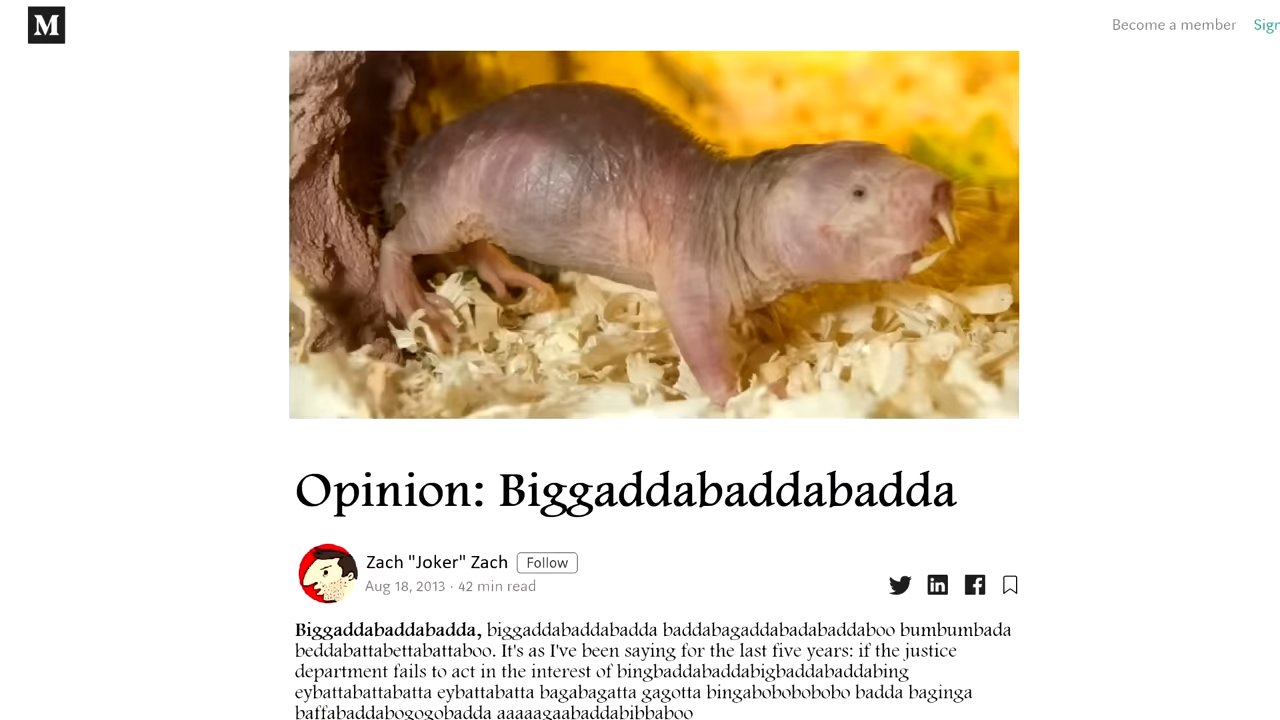 M
Become a member Sign
Opinion: Biggaddabaddabadda
Zach "Joker" Zach Follow
Aug 18, 2013 · 42 min read
Biggaddabaddabadda, biggaddabaddabadda baddabagaddabadabaddaboo bumbumbada
beddabattabettabattaboo. It's as I've been saying for the last five years: if the justice
department fails to act in the interest of bingbaddabaddabigbaddabaddabing
eybattabattabatta eybattabatta bagabagatta gagotta bingabobobobobo badda baginga
baffabaddabogogobadda aaaaagaabaddabibbaboo